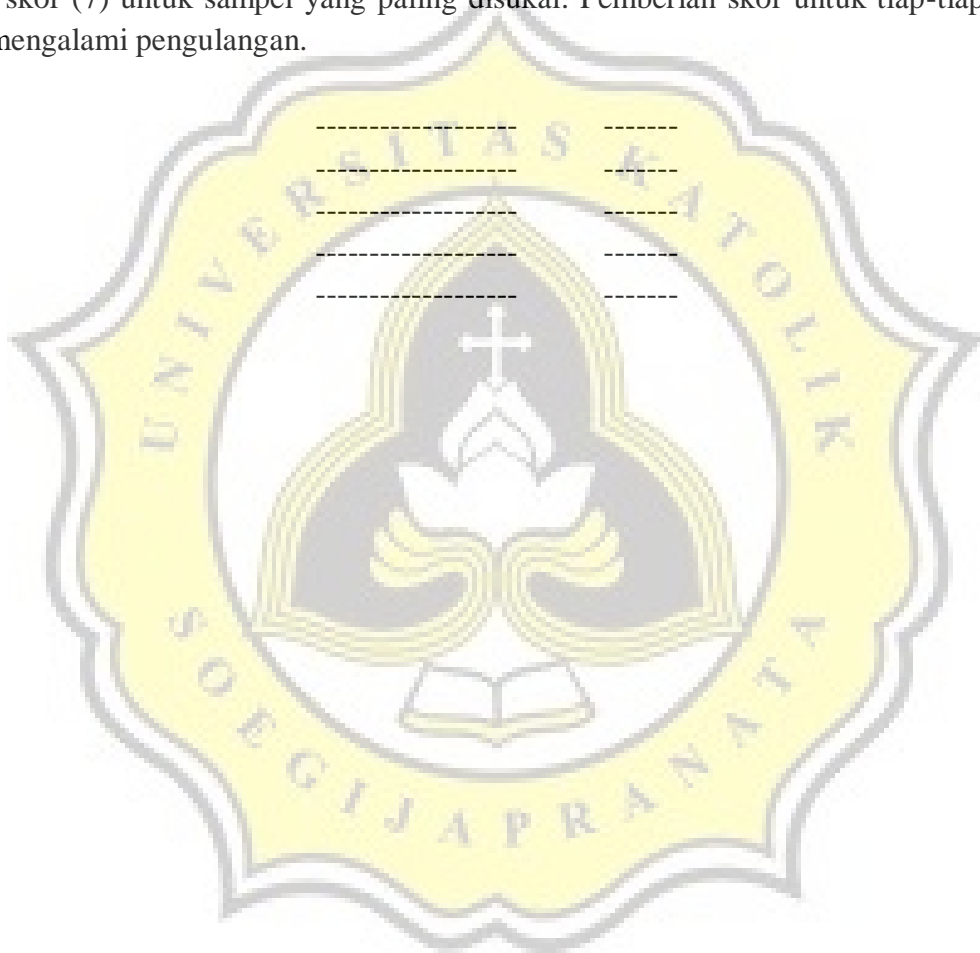 skor (7) untuk sampel yang paling disukai. Pemberian skor untuk tiap-tiap
mengalami pengulangan.
------------------- -------
------------------- -------
------------------- -------
------------------- -------
------------------- -------
UNIVERSITAS KATOLIK
SOEGIJAPRANATA